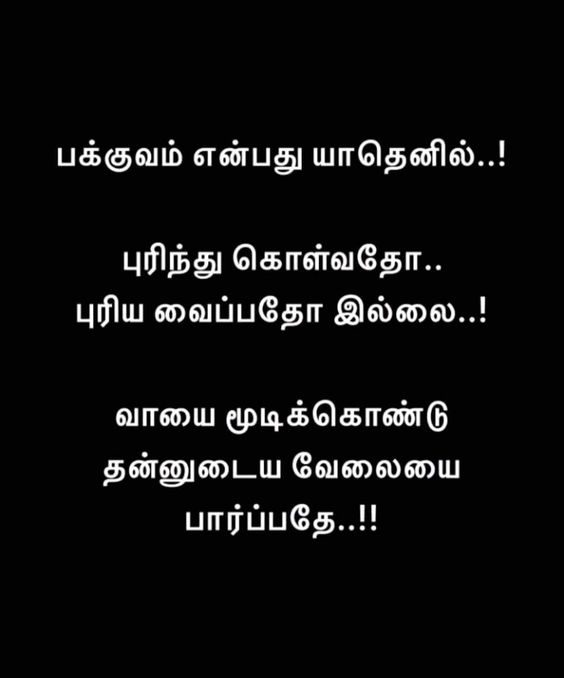 பக்குவம் என்பது யாதெனில்..!
புரிந்து கொள்வதோ..
புரிய வைப்பதோ இல்லை..!
வாயை மூடிக்கொண்டு
தன்னுடைய வேலையை
பார்ப்பதே..!!